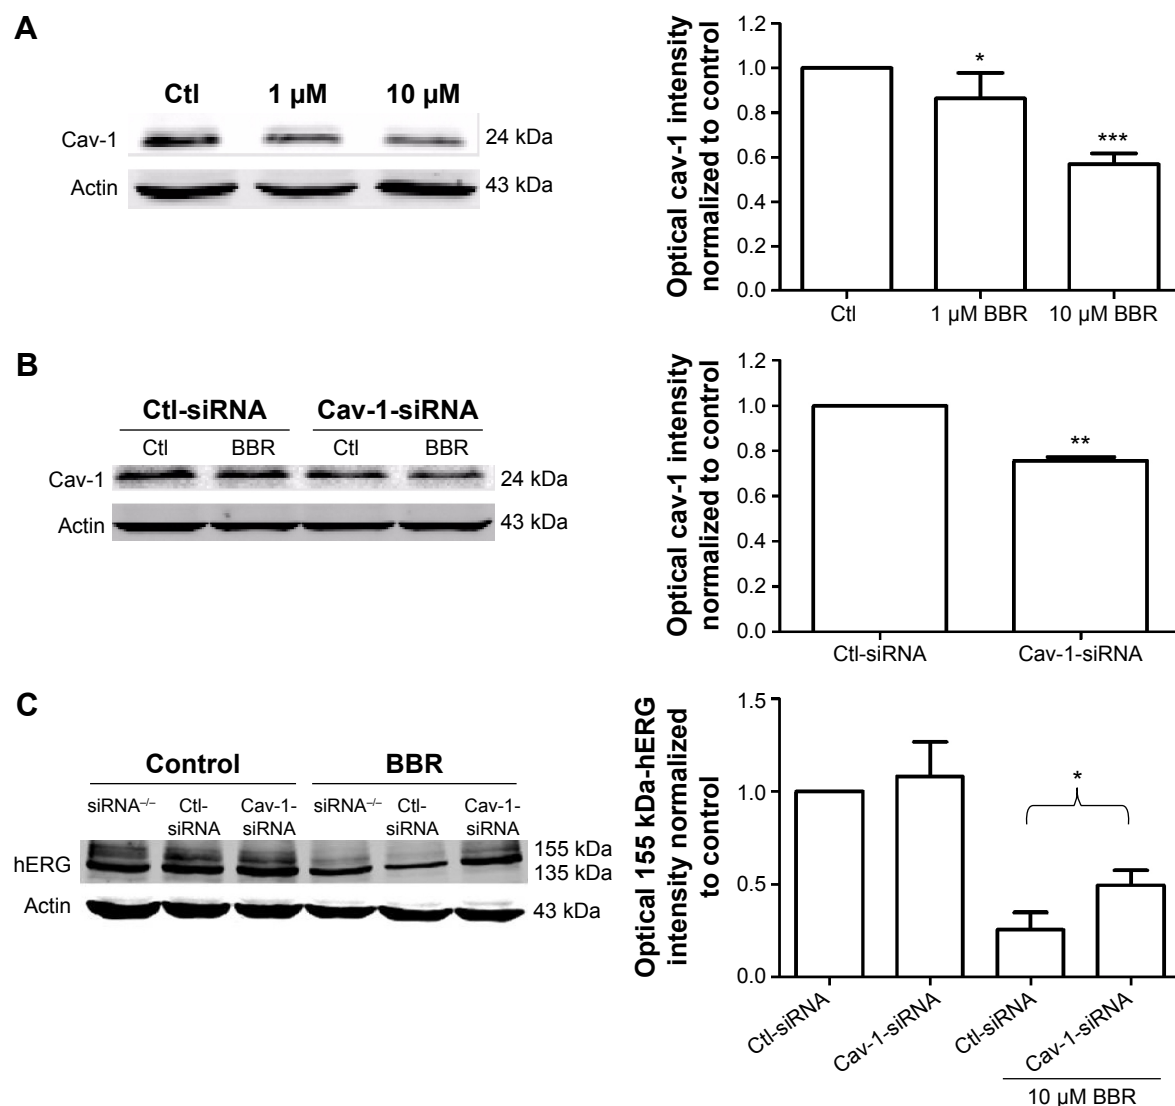 A
Ctl 1 µM 10 µM
Cav-1 24 kDa
Actin 43 kDa
Optical cav-1 intensity
normalized to control
1.2
1.0
0.8
0.6
0.4
0.2
0.0
*
***
Ctl 1 µM BBR 10 µM BBR
B
Ctl-siRNA Cav-1-siRNA
Ctl BBR Ctl BBR
Cav-1 24 kDa
Actin 43 kDa
Optical cav-1 intensity
normalized to control
1.2
1.0
0.8
0.6
0.4
0.2
0.0
**
Ctl-siRNA Cav-1-siRNA
C
Control BBR
siRNA⁻/⁻ Ctl- Cav-1- siRNA⁻/⁻ Ctl- Cav-1-
siRNA siRNA siRNA siRNA
hERG 155 kDa
135 kDa
Actin 43 kDa
Optical 155 kDa-hERG
intensity normalized
to control
1.5
1.0
0.5
0.0
*
Ctl-siRNA Cav-1-siRNA Ctl-siRNA Cav-1-siRNA
10 µM BBR